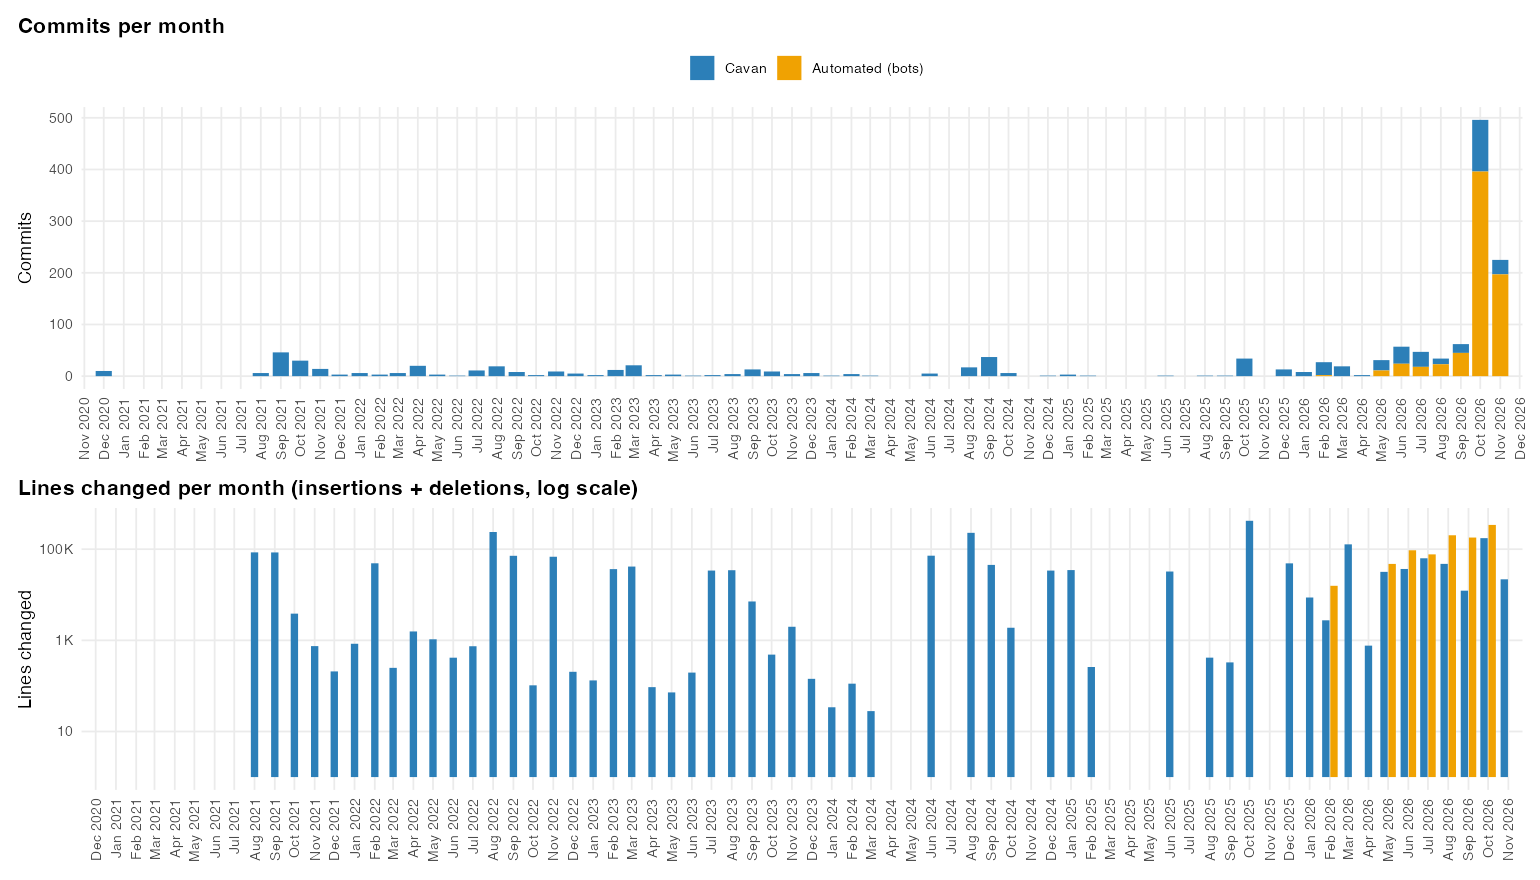 Commits per month
Cavan
Automated (bots)
500
400
300
200
100
0
Commits
Nov 2020
Dec 2020
Jan 2021
Feb 2021
Mar 2021
Apr 2021
May 2021
Jun 2021
Jul 2021
Aug 2021
Sep 2021
Oct 2021
Nov 2021
Dec 2021
Jan 2022
Feb 2022
Mar 2022
Apr 2022
May 2022
Jun 2022
Jul 2022
Aug 2022
Sep 2022
Oct 2022
Nov 2022
Dec 2022
Jan 2023
Feb 2023
Mar 2023
Apr 2023
May 2023
Jun 2023
Jul 2023
Aug 2023
Sep 2023
Oct 2023
Nov 2023
Dec 2023
Jan 2024
Feb 2024
Mar 2024
Apr 2024
May 2024
Jun 2024
Jul 2024
Aug 2024
Sep 2024
Oct 2024
Nov 2024
Dec 2024
Jan 2025
Feb 2025
Mar 2025
Apr 2025
May 2025
Jun 2025
Jul 2025
Aug 2025
Sep 2025
Oct 2025
Nov 2025
Dec 2025
Jan 2026
Feb 2026
Mar 2026
Apr 2026
May 2026
Jun 2026
Jul 2026
Aug 2026
Sep 2026
Oct 2026
Nov 2026
Dec 2026
Lines changed per month (insertions + deletions, log scale)
100K
1K
10
Lines changed
Dec 2020
Jan 2021
Feb 2021
Mar 2021
Apr 2021
May 2021
Jun 2021
Jul 2021
Aug 2021
Sep 2021
Oct 2021
Nov 2021
Dec 2021
Jan 2022
Feb 2022
Mar 2022
Apr 2022
May 2022
Jun 2022
Jul 2022
Aug 2022
Sep 2022
Oct 2022
Nov 2022
Dec 2022
Jan 2023
Feb 2023
Mar 2023
Apr 2023
May 2023
Jun 2023
Jul 2023
Aug 2023
Sep 2023
Oct 2023
Nov 2023
Dec 2023
Jan 2024
Feb 2024
Mar 2024
Apr 2024
May 2024
Jun 2024
Jul 2024
Aug 2024
Sep 2024
Oct 2024
Nov 2024
Dec 2024
Jan 2025
Feb 2025
Mar 2025
Apr 2025
May 2025
Jun 2025
Jul 2025
Aug 2025
Sep 2025
Oct 2025
Nov 2025
Dec 2025
Jan 2026
Feb 2026
Mar 2026
Apr 2026
May 2026
Jun 2026
Jul 2026
Aug 2026
Sep 2026
Oct 2026
Nov 2026